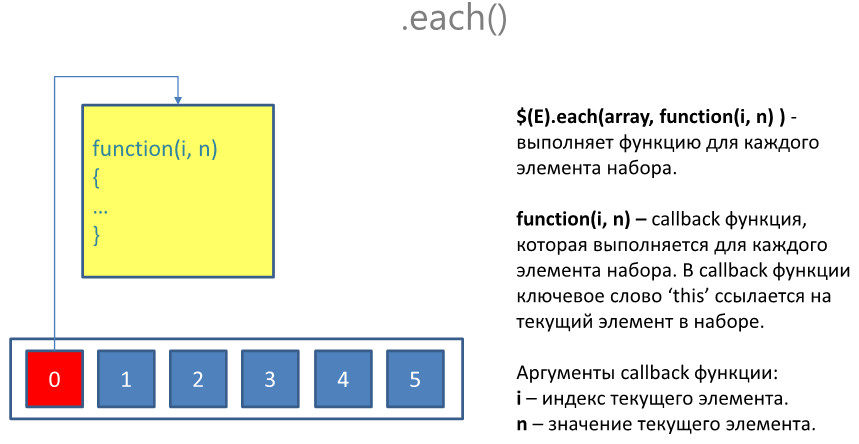 .each()
function(i, n)
{
...
}
0 1 2 3 4 5
$(E).each(array, function(i, n) ) -
выполняет функцию для каждого
элемента набора.
function(i, n) – callback функция,
которая выполняется для каждого
элемента набора. В callback функции
ключевое слово ‘this’ ссылается на
текущий элемент в наборе.
Аргументы callback функции:
i – индекс текущего элемента.
n – значение текущего элемента.